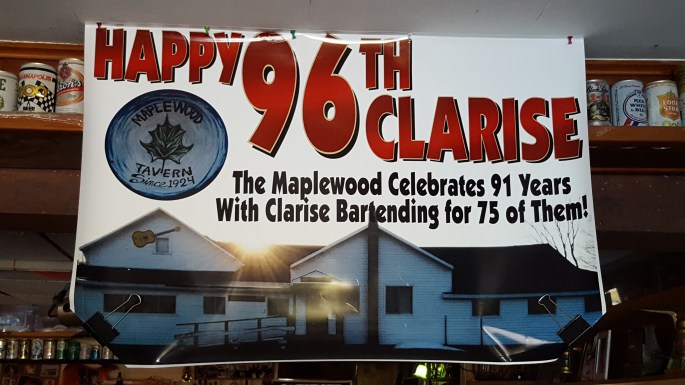 HAPPY 96TH
CLARISE
MAPLEWOOD
TAVERN
Since 1924
The Maplewood Celebrates 91 Years
With Clarise Bartending for 75 of Them!